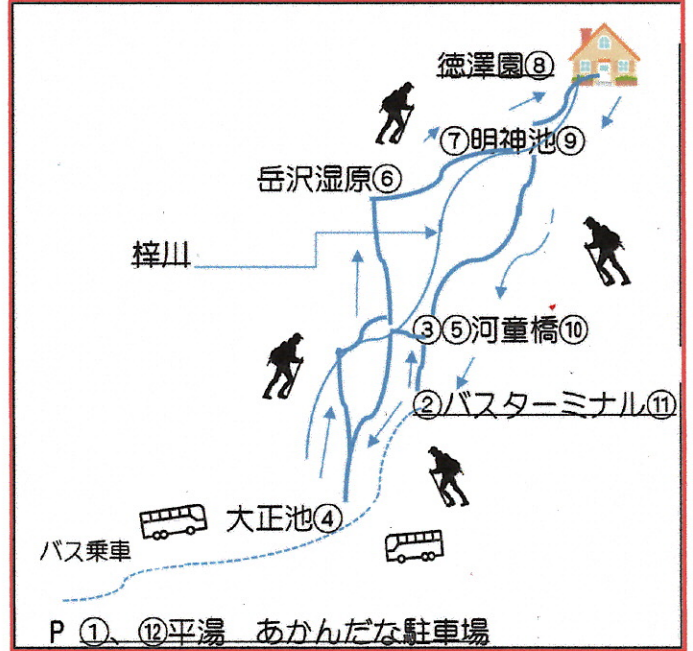 徳澤園⑧
⑦明神池⑨
岳沢湿原⑥
梓川
③⑤河童橋⑩
②バスターミナル⑪
大正池④
バス乗車
P ①、⑫平湯 あかんだな駐車場